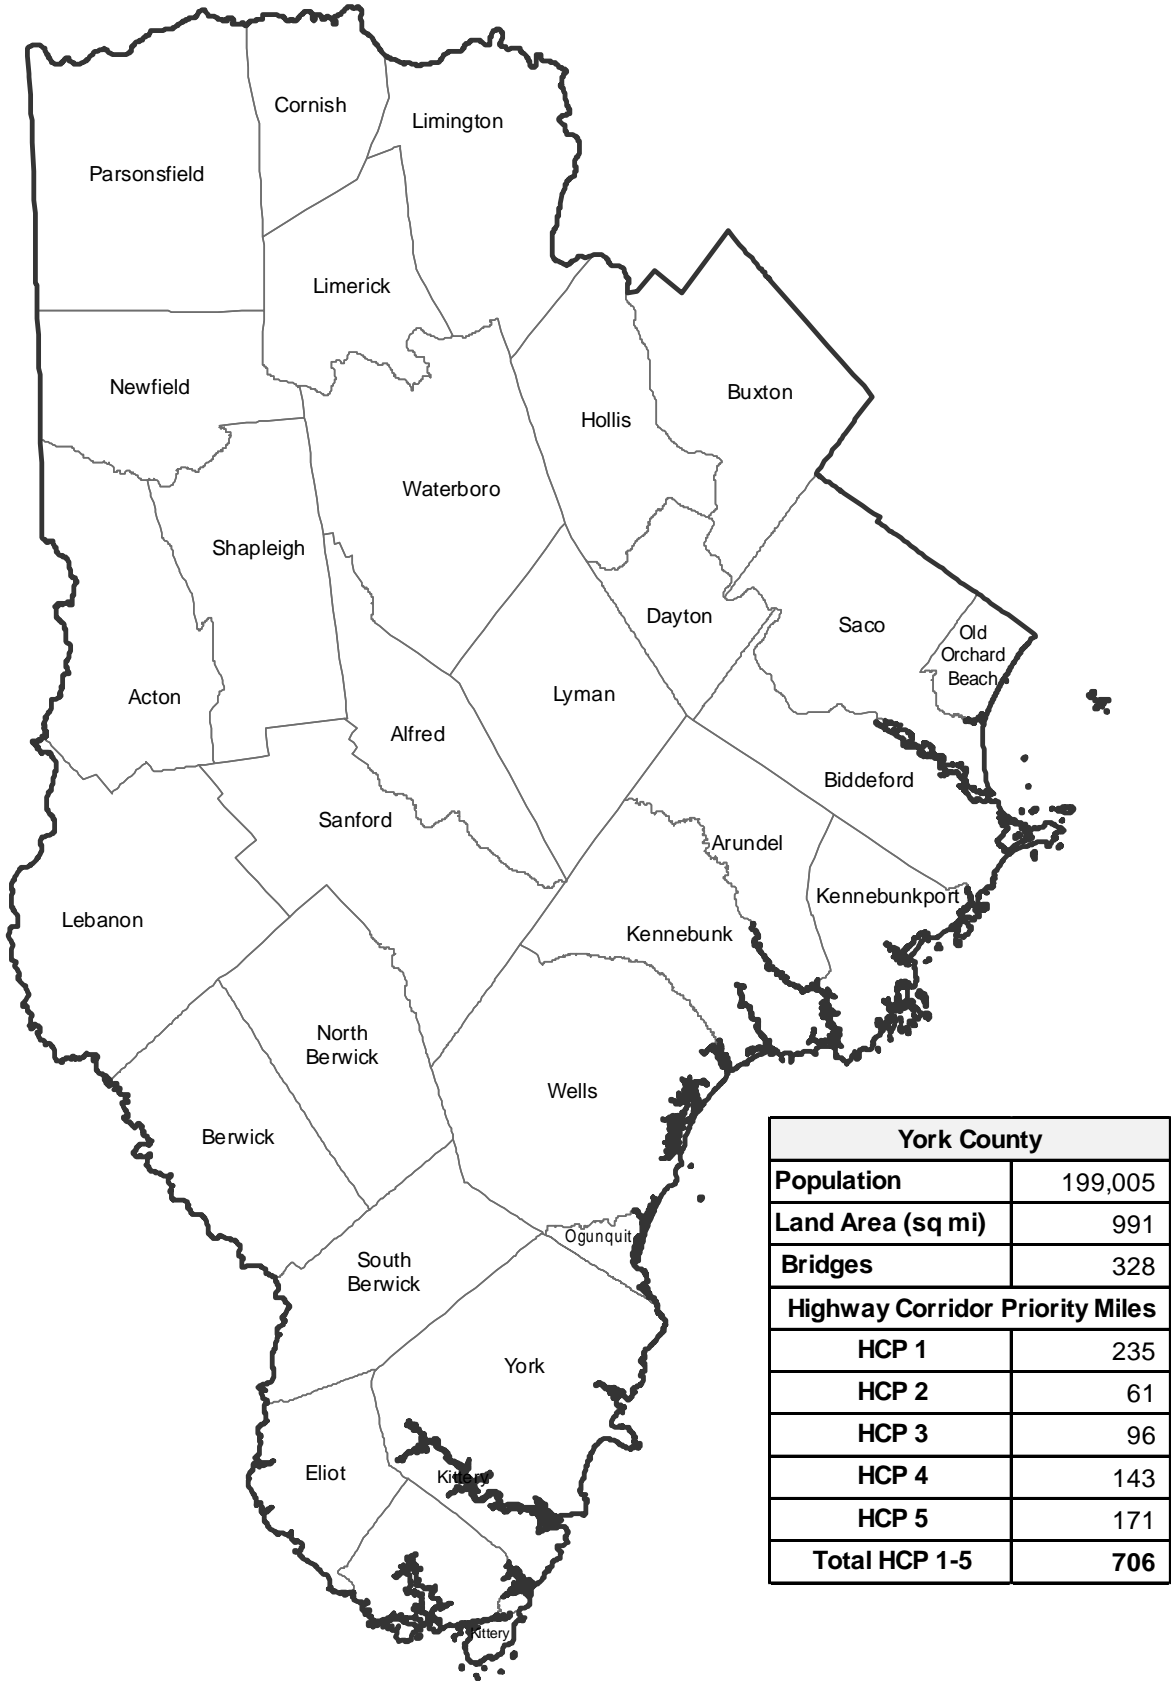 Cornish
Limington
Parsonsfield
Limerick
Newfield
Buxton
Hollis
Waterboro
Shapleigh
Dayton
Saco
Old
Orchard
Beach
Acton
Lyman
Alfred
Biddeford
Sanford
Arundel
Kennebunkport
Lebanon
Kennebunk
North
Berwick
Wells
Berwick
Ogunquit
South
Berwick
York
Eliot
Kittery
Kittery
York County
Population 199,005
Land Area (sq mi) 991
Bridges 328
Highway Corridor Priority Miles
HCP 1 235
HCP 2 61
HCP 3 96
HCP 4 143
HCP 5 171
Total HCP 1-5 706